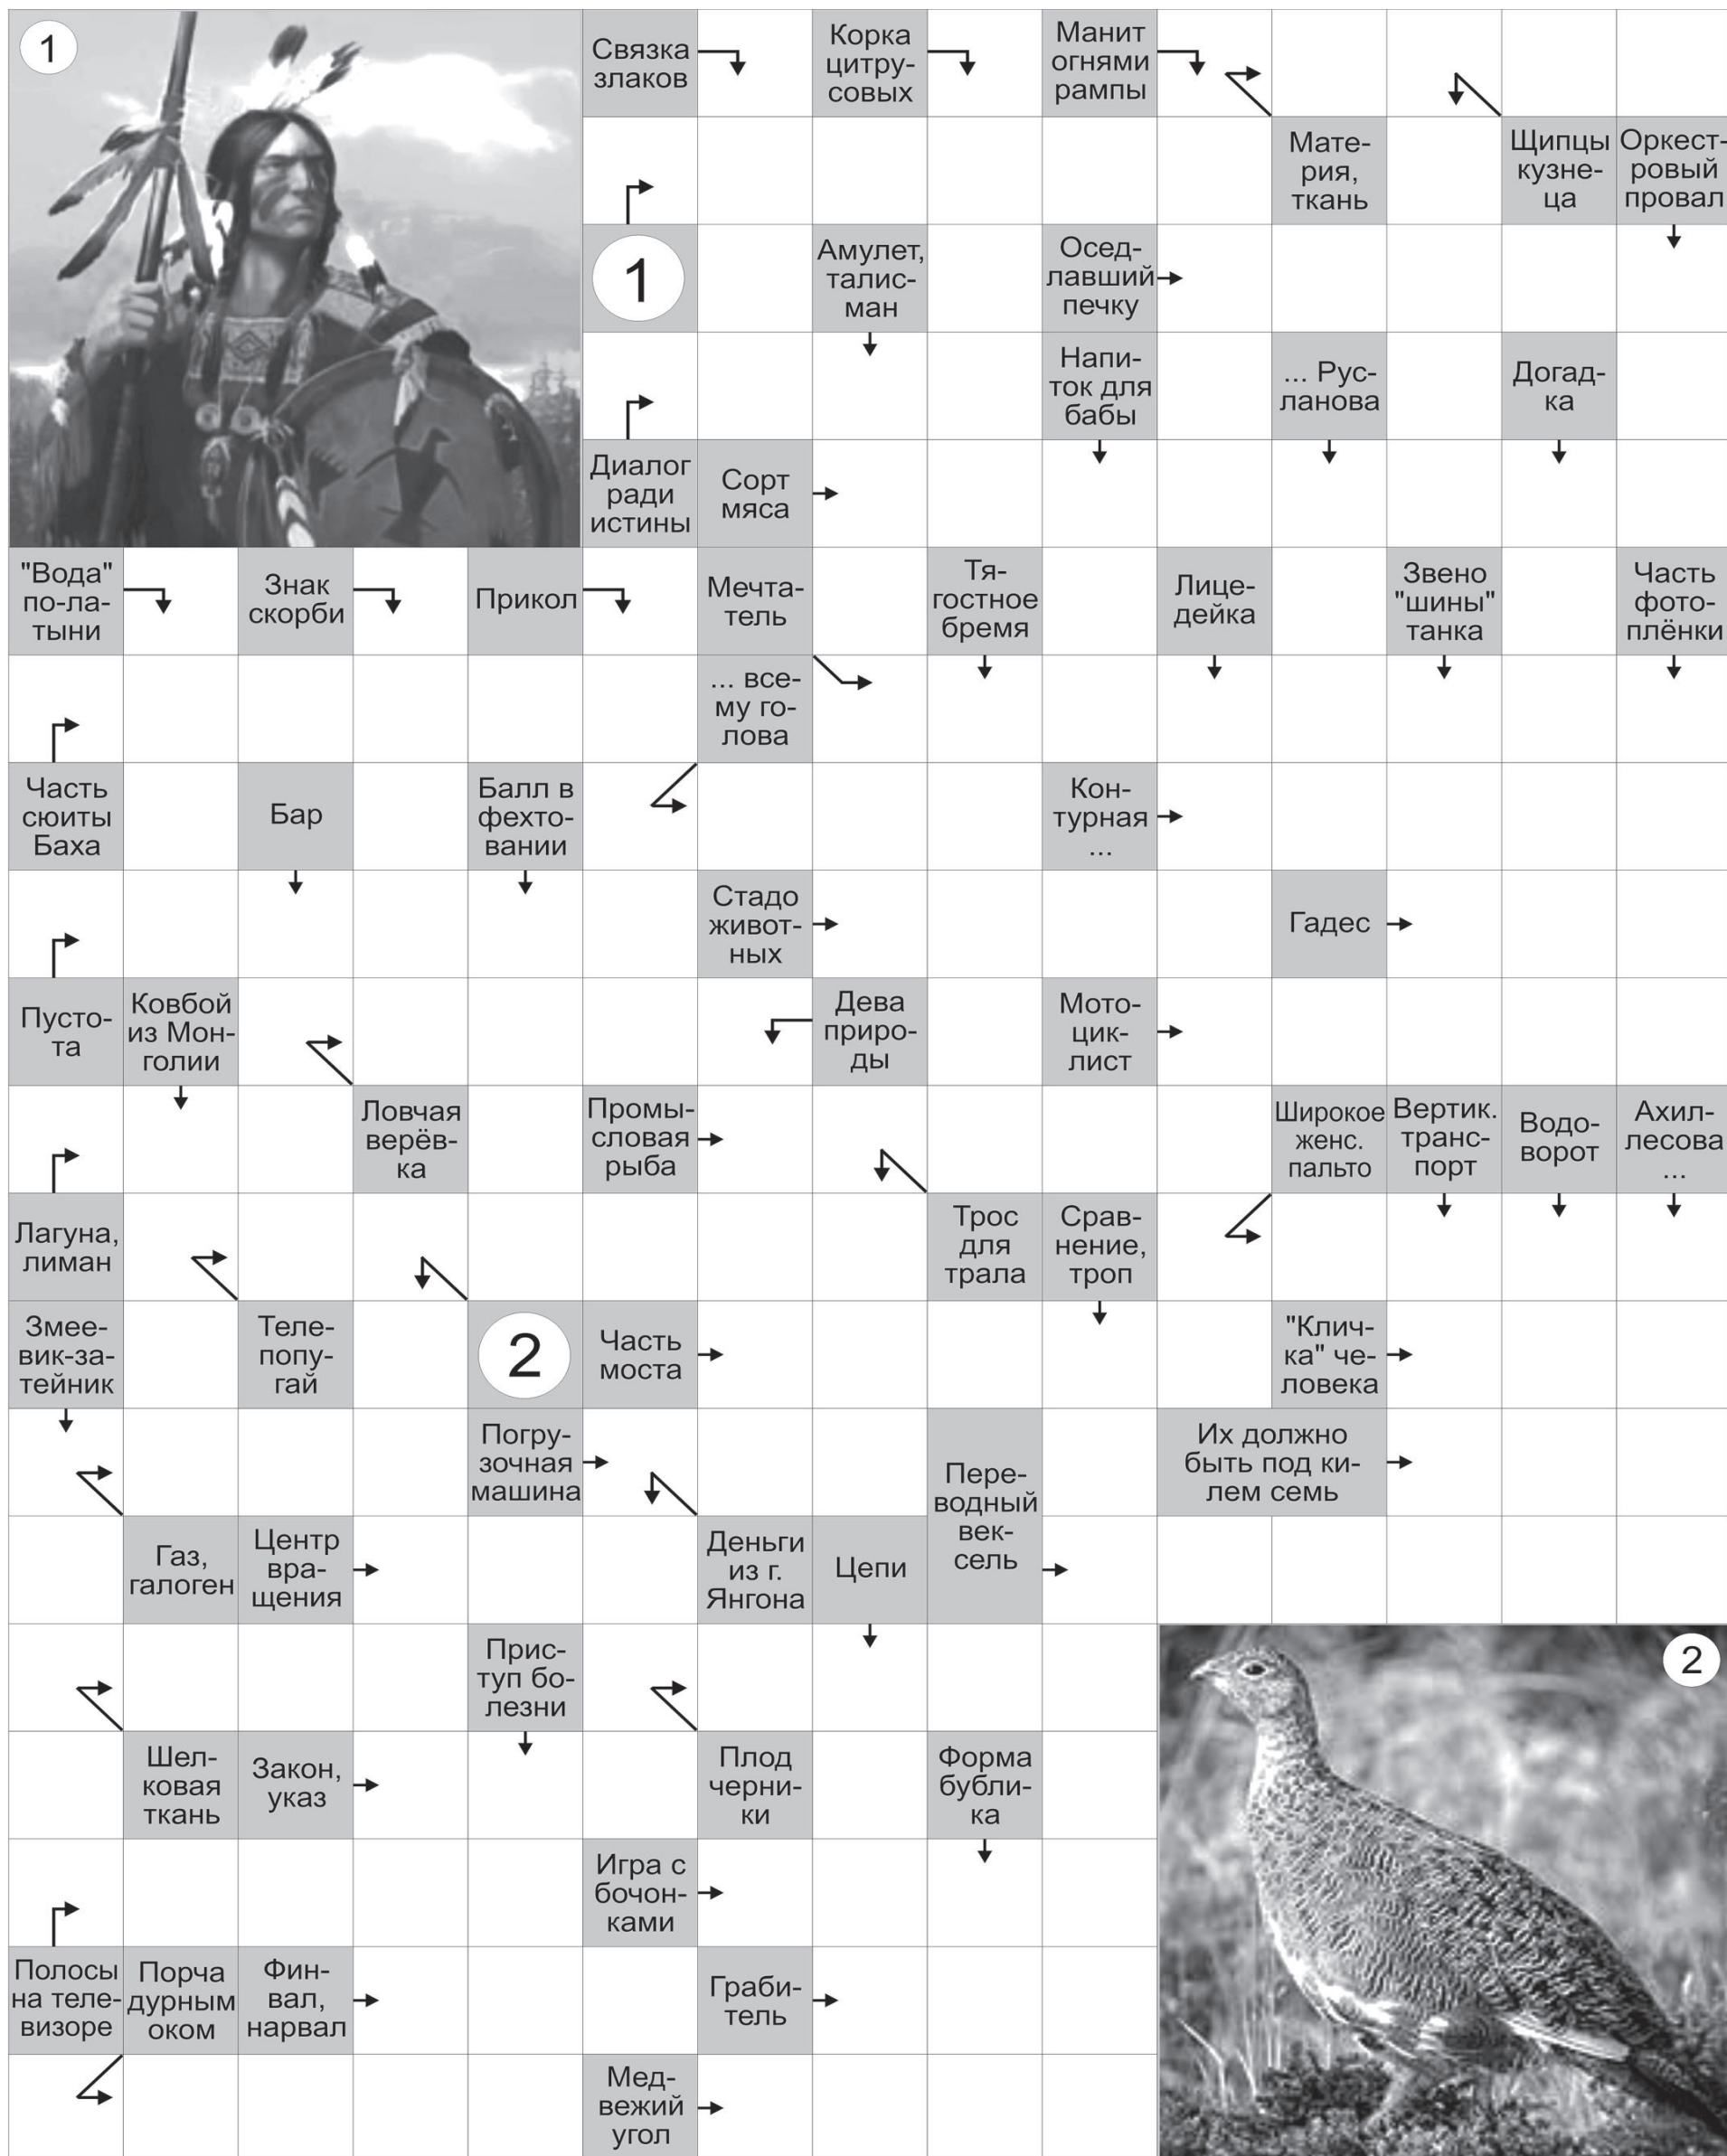 1
Связка
злаков
Корка
цитру-
совых
Манит
огнями
рампы
Мате-
рия,
ткань
Щипцы
кузне-
ца
Оркест-
ровый
провал
1
Амулет,
талис-
ман
Осед-
лавший
печку
Напи-
ток для
бабы
... Рус-
ланова
Догад-
ка
Диалог
ради
истины
Сорт
мяса
"Вода"
по-ла-
тыни
Знак
скорби
Прикол
Мечта-
тель
Тя-
гостное
бремя
Лице-
дейка
Звено
"шины"
танка
Часть
фото-
плёнки
... все-
му го-
лова
Часть
сюиты
Баха
Бар
Балл в
фехто-
вании
Кон-
турная
...
Стадо
живот-
ных
Гадес
Пусто-
та
Ковбой
из Мон-
голии
Дева
приро-
ды
Мото-
цик-
лист
Ловчая
верёв-
ка
Промы-
словая
рыба
Широкое
женс.
пальто
Вертик.
транс-
порт
Водо-
ворот
Ахил-
лесова
...
Лагуна,
лиман
Трос
для
трала
Срав-
нение,
троп
Змее-
вик-за-
тейник
Теле-
попу-
гай
2
Часть
моста
"Клич-
ка" че-
ловека
Погру-
зочная
машина
Пере-
водный
век-
сель
Их должно
быть под ки-
лем семь
Газ,
галоген
Центр
вра-
щения
Деньги
из г.
Янгона
Цепи
Прис-
туп бо-
лезни
2
Шел-
ковая
ткань
Закон,
указ
Плод
черни-
ки
Форма
бубли-
ка
Игра с
бочон-
ками
Полосы
на теле-
визоре
Порча
дурным
оком
Фин-
вал,
нарвал
Граби-
тель
Мед-
вежий
угол